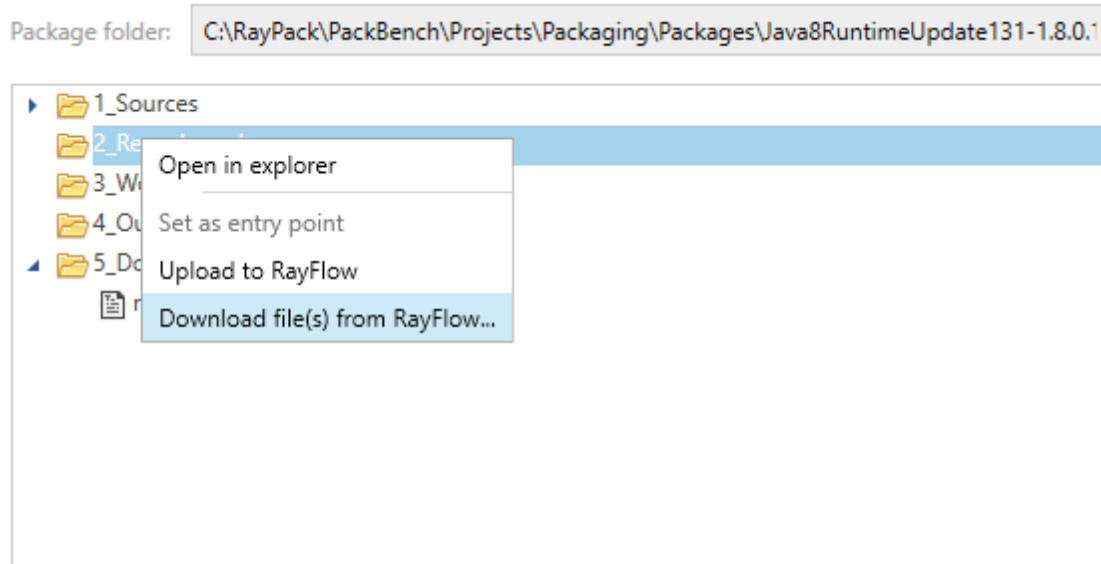 Package folder: C:\RayPack\PackBench\Projects\Packaging\Packages\Java8RuntimeUpdate131-1.8.0.1
1_Sources
2_Re
Open in explorer
3_W
Set as entry point
4_Ou
Upload to RayFlow
5_Do
Download file(s) from RayFlow...